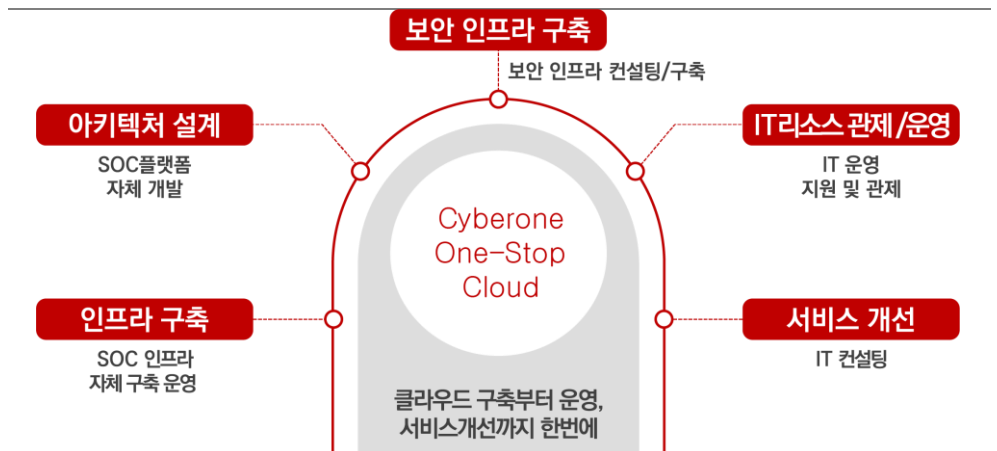 보안 인프라 구축
보안 인프라 컨설팅/구축
아키텍처 설계
SOC플랫폼
자체 개발
IT리소스 관제/운영
IT 운영
지원 및 관제
Cyberone
One-Stop
Cloud
인프라 구축
SOC 인프라
자체 구축 운영
서비스 개선
IT 컨설팅
클라우드 구축부터 운영,
서비스개선까지 한번에